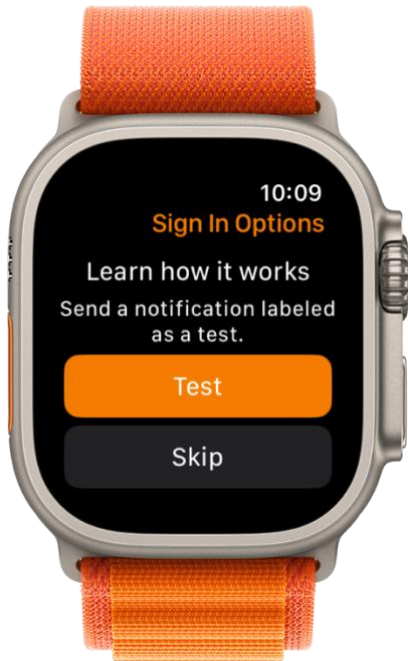 10:09
Sign In Options
Learn how it works
Send a notification labeled
as a test.
Test
Skip